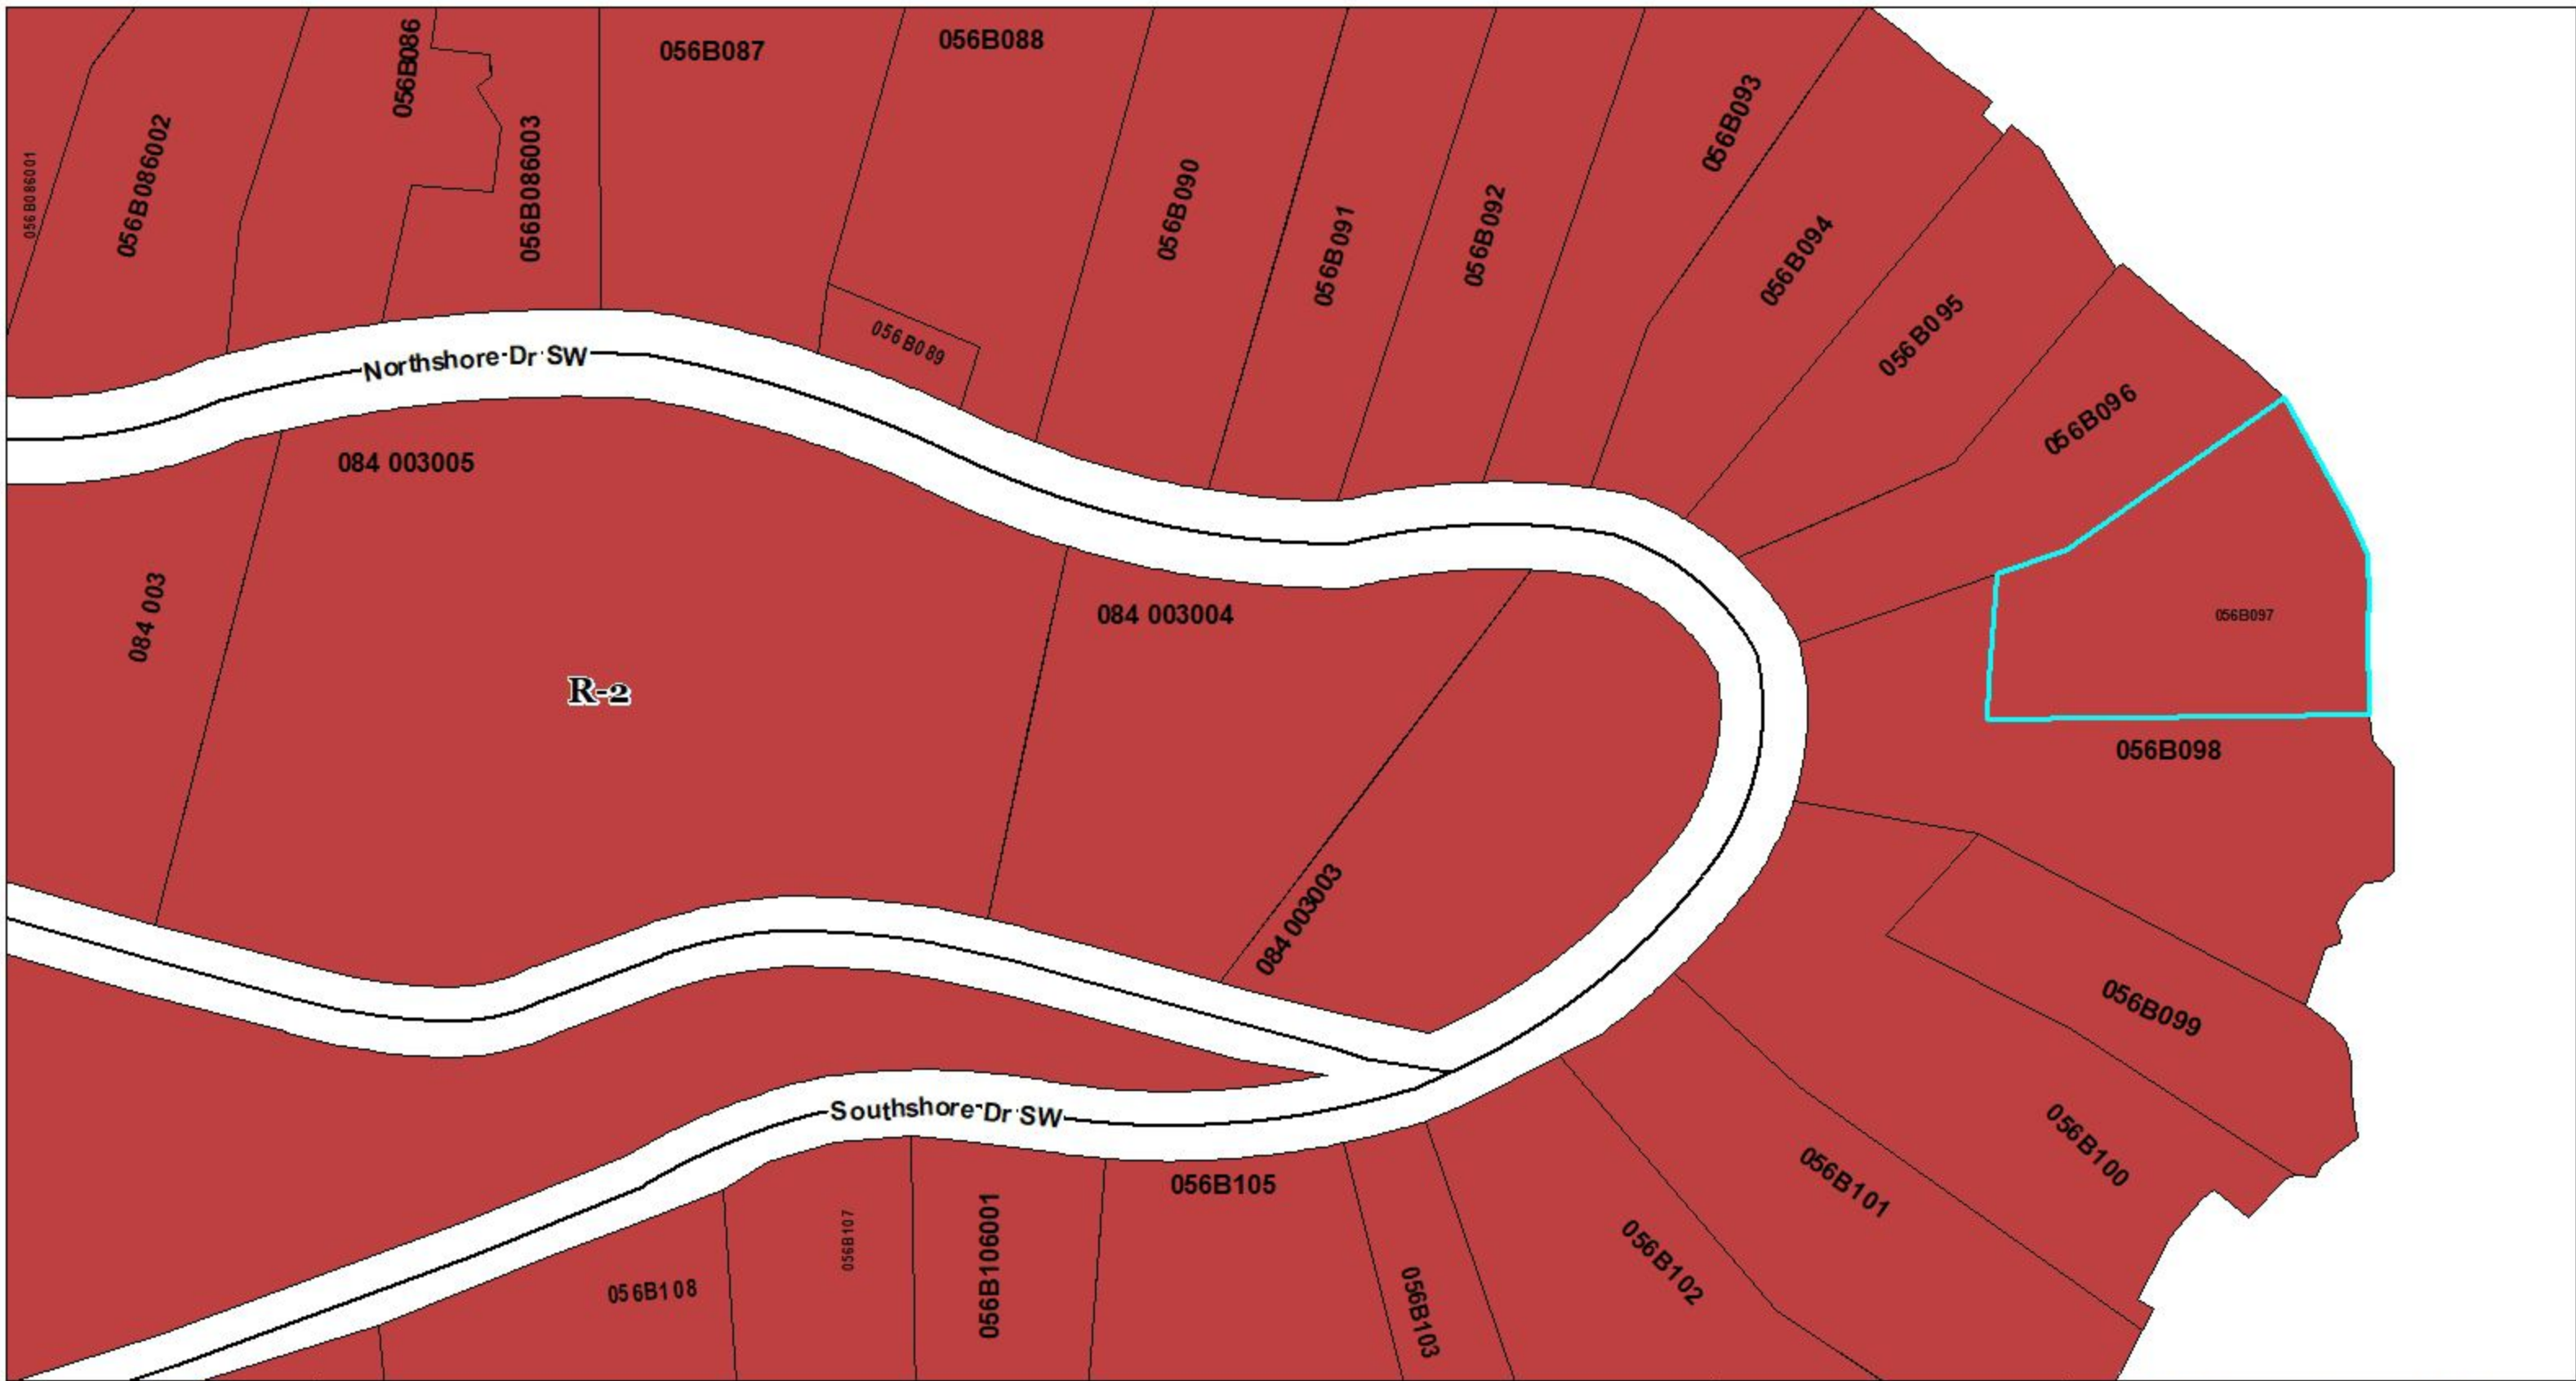 056B086
056B087
056B088
056B093
056B086002
056B086001
056B086003
056B090
056B091
056B092
056B094
056B095
056B089
Northshore Dr SW
056B096
084 003005
084 003
084 003004
056B097
R-2
056B098
084 003003
056B099
Southshore Dr SW
056B100
056B101
056B105
056B102
056B107
056B106001
056B108
056B103